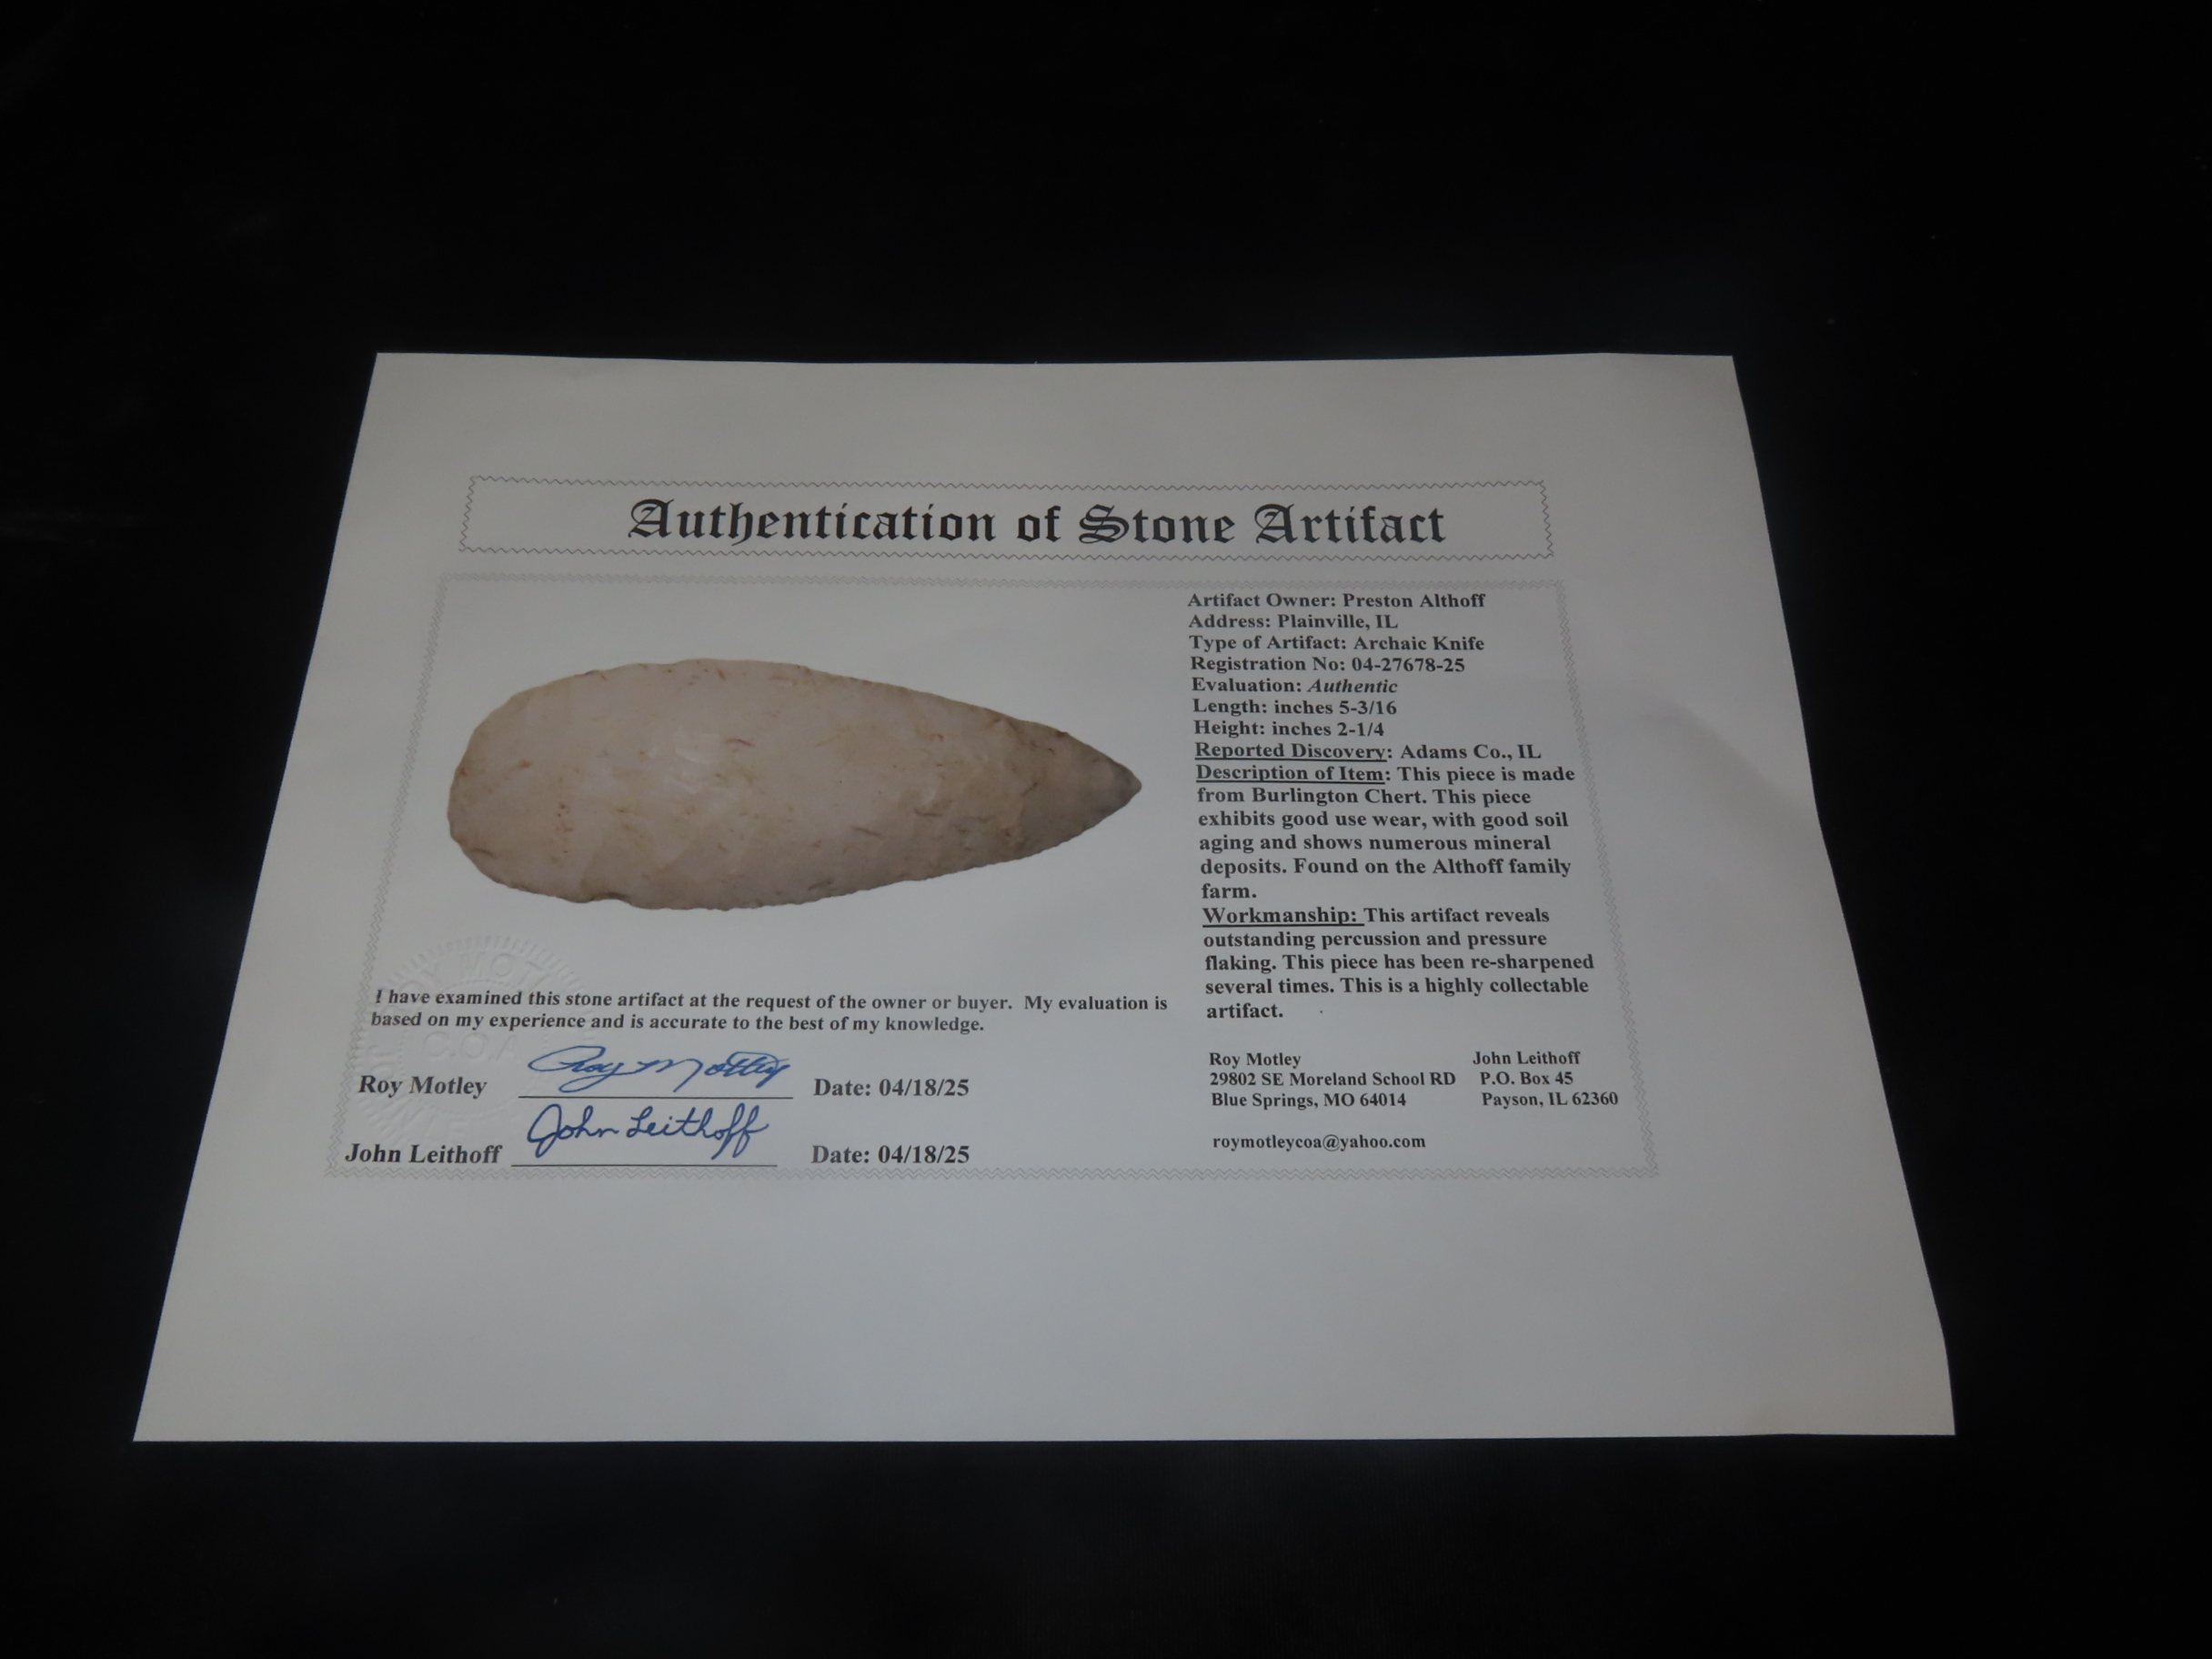 Authentication of Stone Artifact
Artifact Owner: Preston Althoff
Address: Plainville, IL
Type of Artifact: Archaic Knife
Registration No: 04-27678-25
Evaluation: Authentic
Length: inches 5-3/16
Height: inches 2-1/4
Reported Discovery: Adams Co., IL
Description of Item: This piece is made
from Burlington Chert. This piece
exhibits good use wear, with good soil
aging and shows numerous mineral
deposits. Found on the Althoff family
farm.
Workmanship: This artifact reveals
outstanding percussion and pressure
flaking. This piece has been re-sharpened
several times. This is a highly collectable
artifact.
I have examined this stone artifact at the request of the owner or buyer. My evaluation is
based on my experience and is accurate to the best of my knowledge.
Roy Motley Roy Motley Date: 04/18/25
John Leithoff John Leithoff Date: 04/18/25
Roy Motley John Leithoff
29802 SE Moreland School RD P.O. Box 45
Blue Springs, MO 64014 Payson, IL 62360
roymotleycoa@yahoo.com
C.O.A